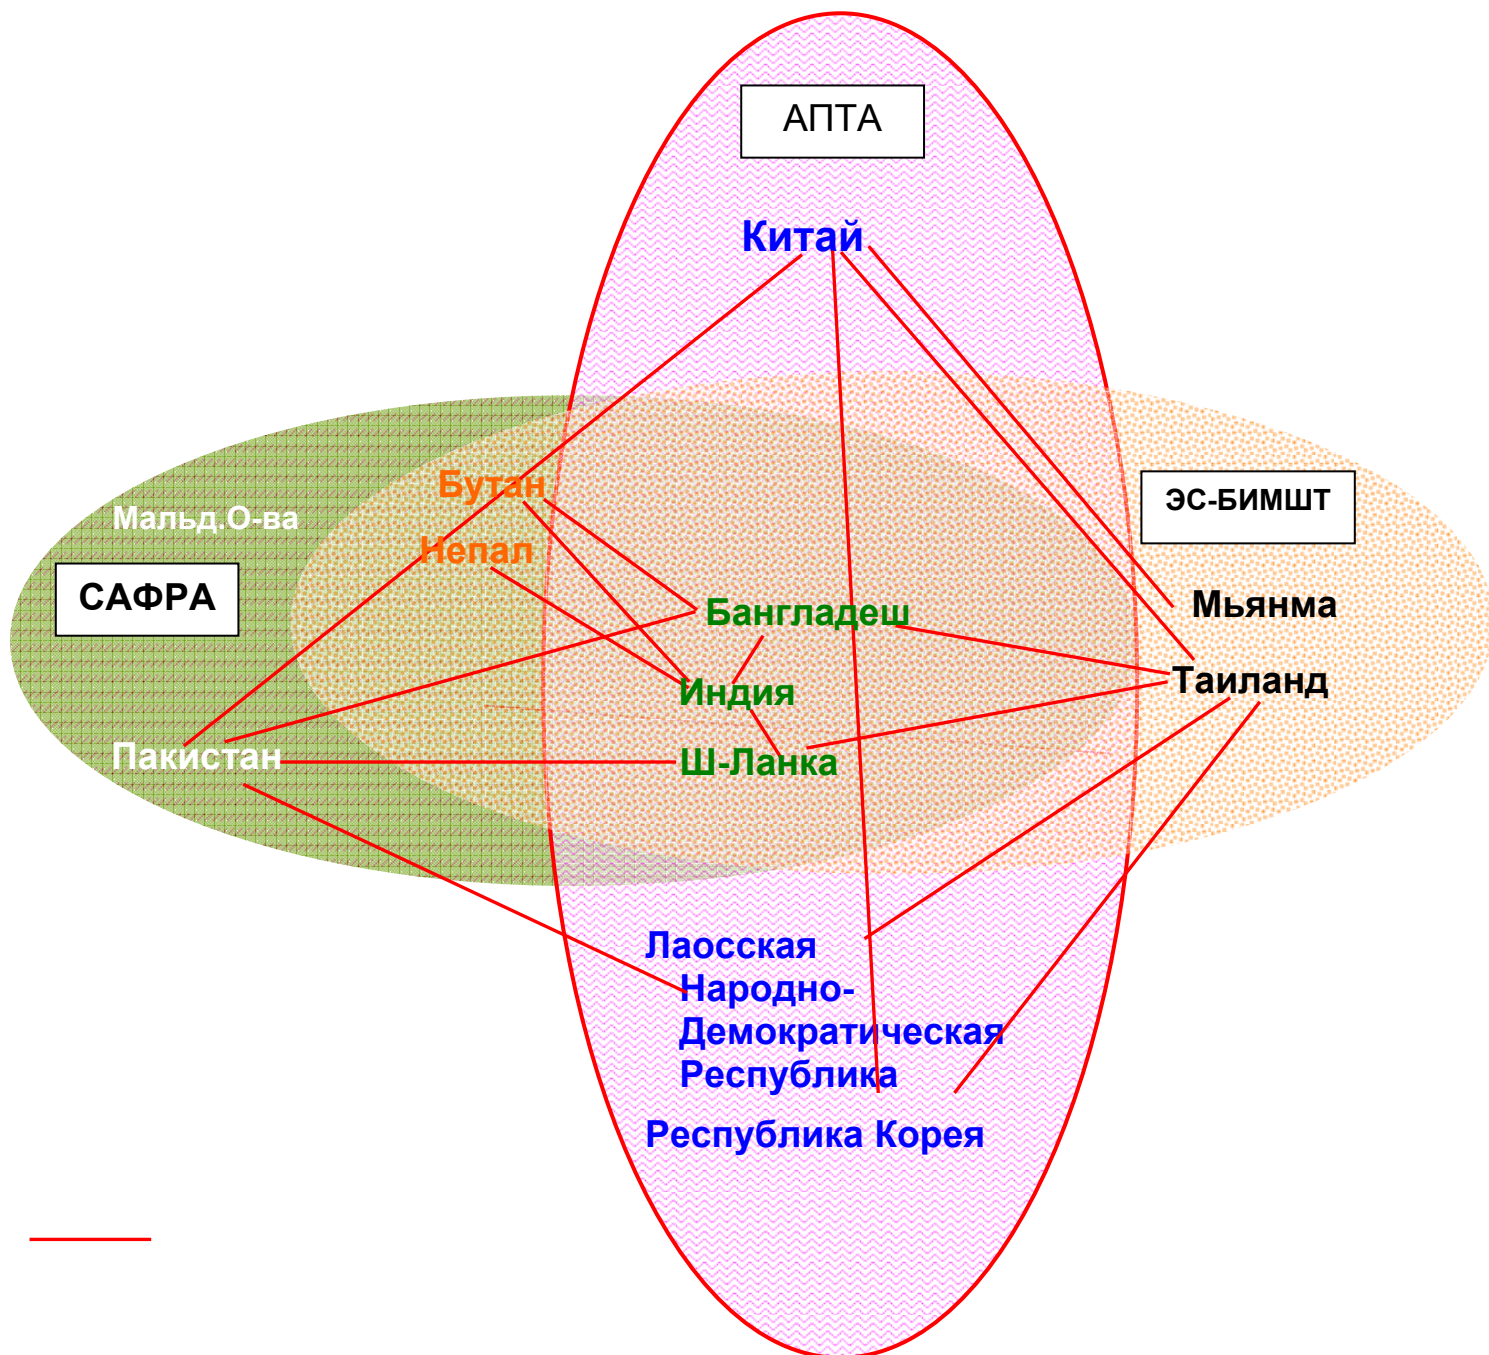 АПТА
Китай
Бутан
ЭС-БИМШТ
Мальд.О-ва
Непал
САФРА
Бангладеш
Мьянма
Индия
Таиланд
Пакистан
Ш-Ланка
Лаосская
Народно-
Демократическая
Республика
Республика Корея